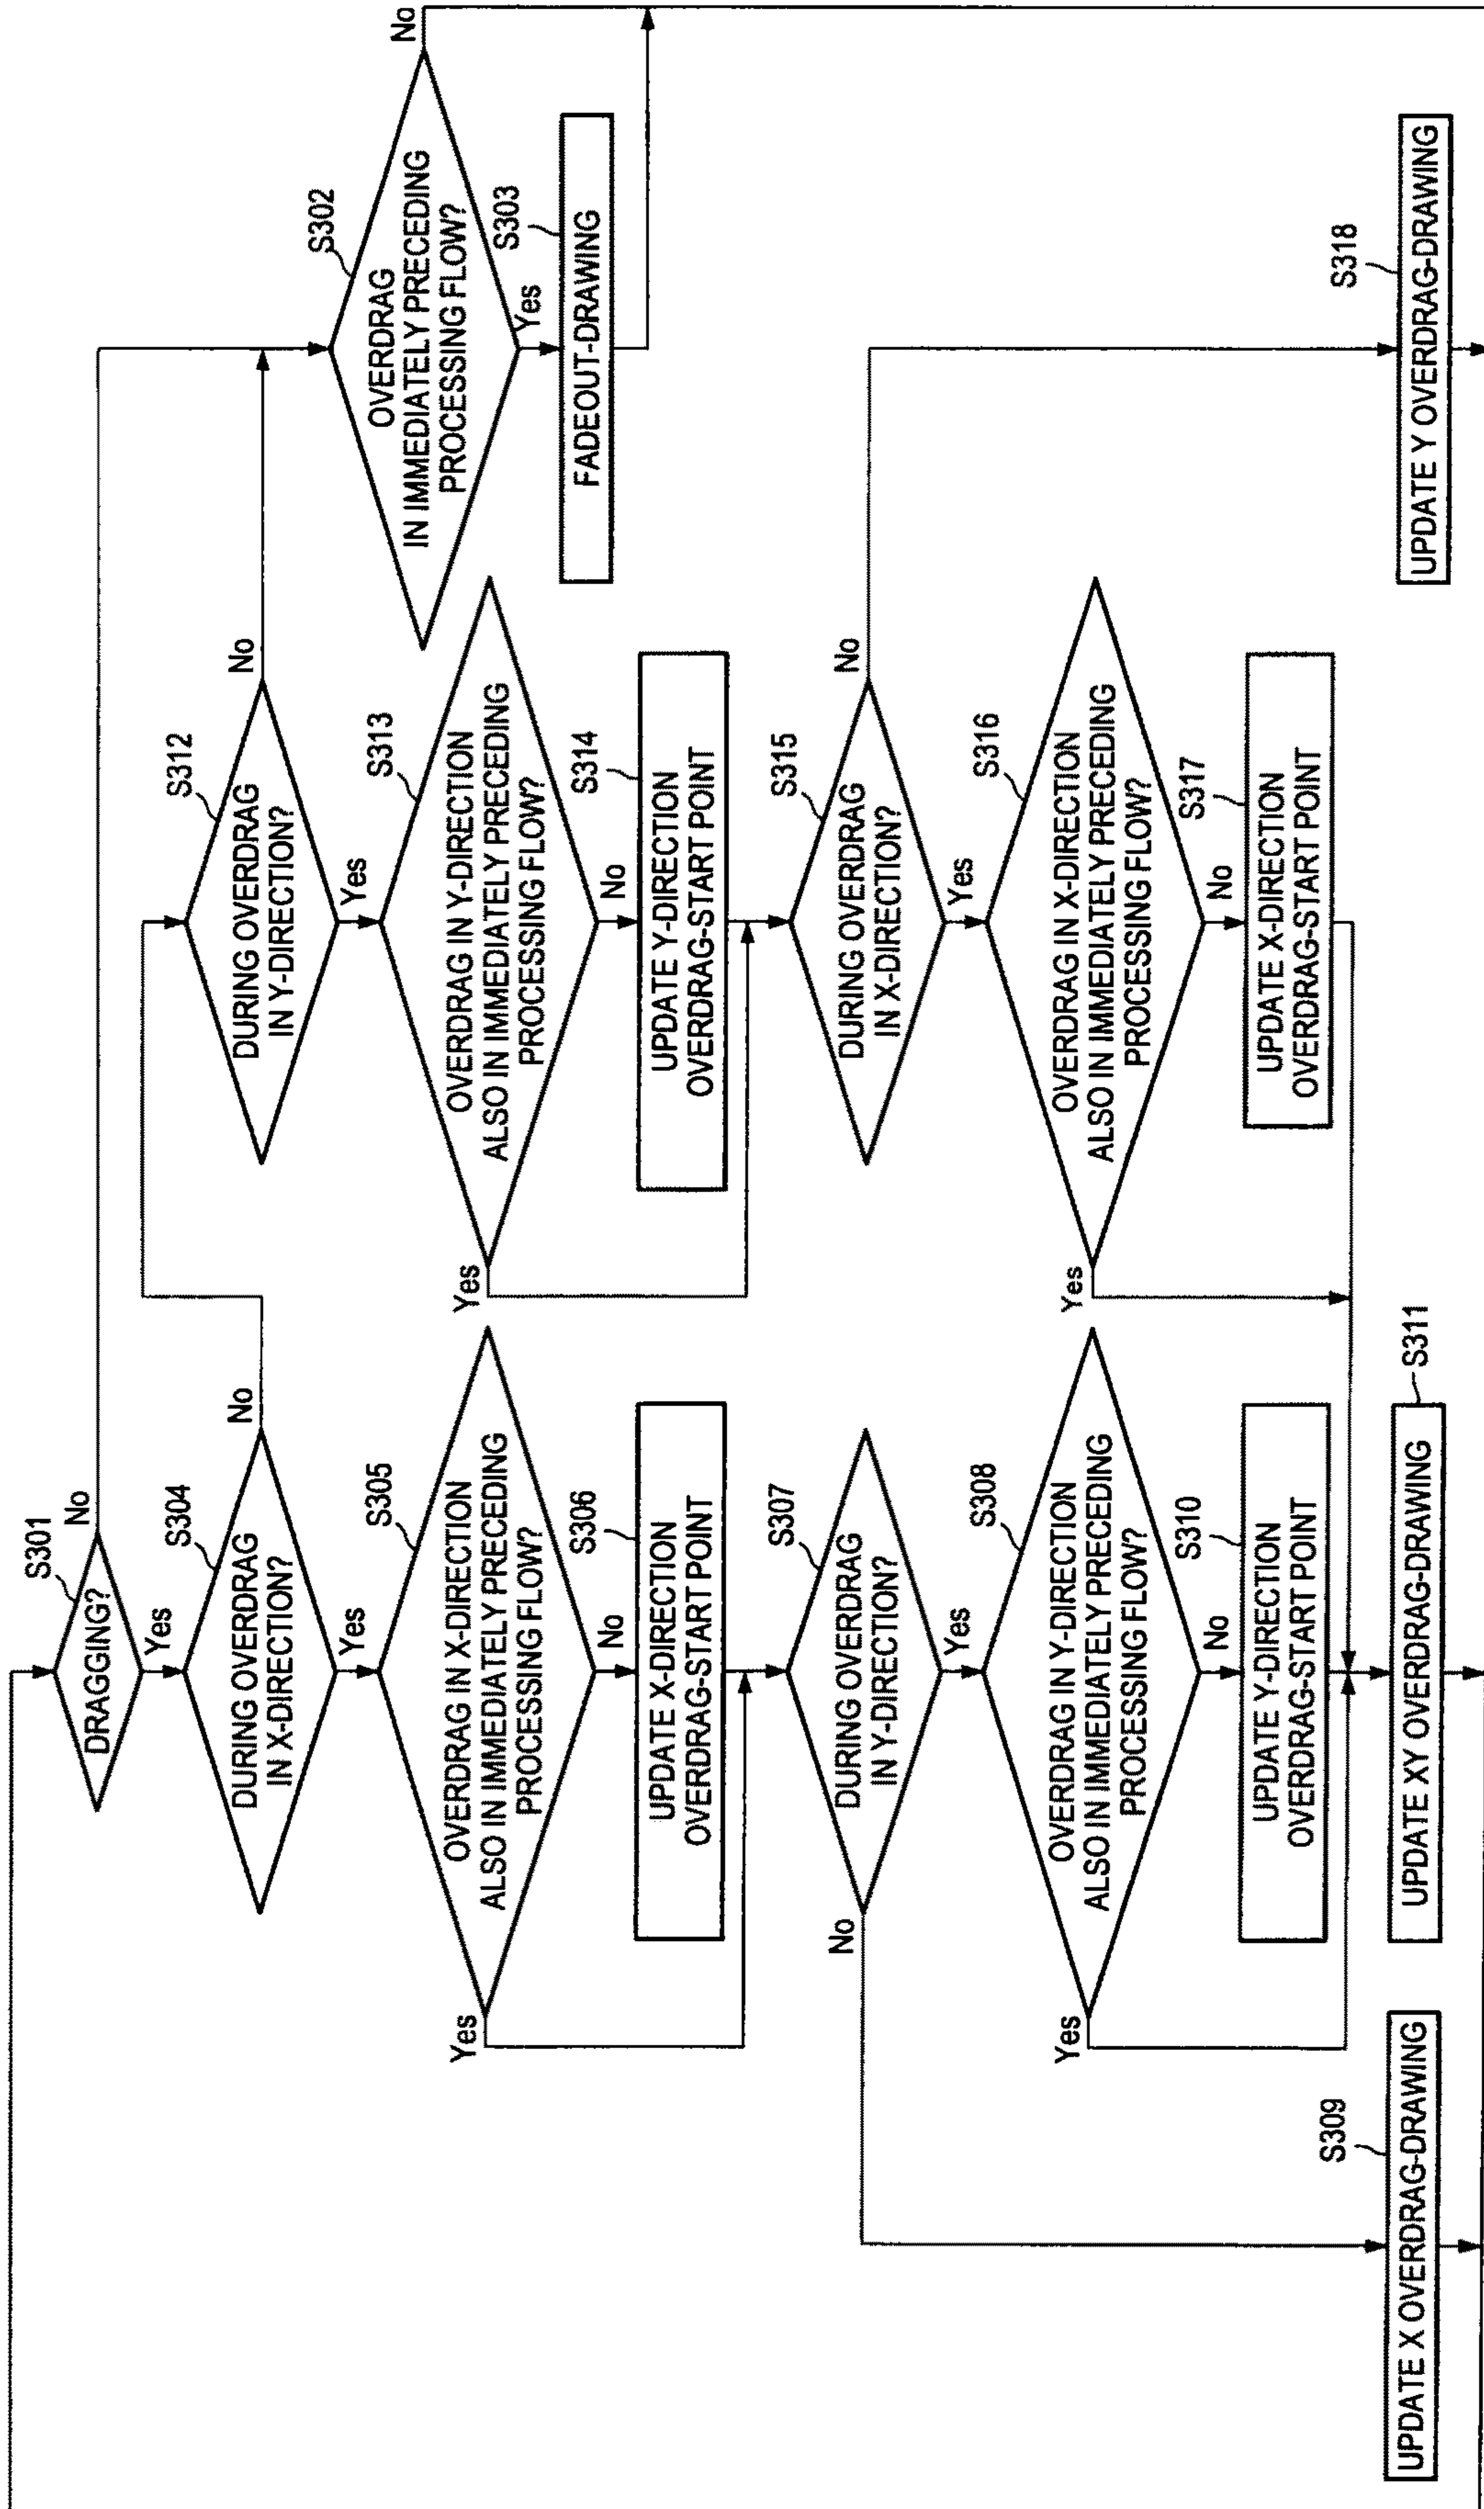 S301
DRAGGING?
No
Yes
S304
DURING OVERDRAG
IN X-DIRECTION?
No
Yes
S305
OVERDRAG IN X-DIRECTION
ALSO IN IMMEDIATELY PRECEDING
PROCESSING FLOW?
Yes
No
S306
UPDATE X-DIRECTION
OVERDRAG-START POINT
S307
DURING OVERDRAG
IN Y-DIRECTION?
No
Yes
S308
OVERDRAG IN Y-DIRECTION
ALSO IN IMMEDIATELY PRECEDING
PROCESSING FLOW?
Yes
No
S310
UPDATE Y-DIRECTION
OVERDRAG-START POINT
S309
UPDATE X OVERDRAG-DRAWING
S311
UPDATE XY OVERDRAG-DRAWING
S312
DURING OVERDRAG
IN Y-DIRECTION?
No
Yes
S313
OVERDRAG IN Y-DIRECTION
ALSO IN IMMEDIATELY PRECEDING
PROCESSING FLOW?
Yes
No
S314
UPDATE Y-DIRECTION
OVERDRAG-START POINT
S315
DURING OVERDRAG
IN X-DIRECTION?
No
Yes
S316
OVERDRAG IN X-DIRECTION
ALSO IN IMMEDIATELY PRECEDING
PROCESSING FLOW?
Yes
No
S317
UPDATE X-DIRECTION
OVERDRAG-START POINT
S302
OVERDRAG
IN IMMEDIATELY PRECEDING
PROCESSING FLOW?
No
Yes
S303
FADEOUT-DRAWING
S318
UPDATE Y OVERDRAG-DRAWING